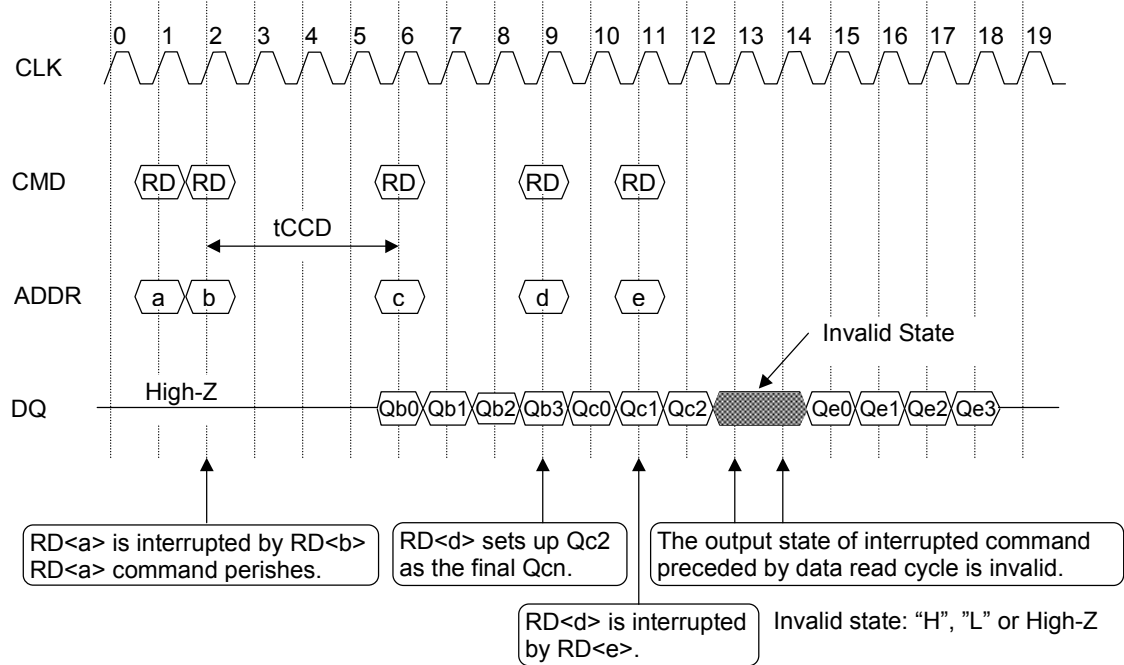 0 1 2 3 4 5 6 7 8 9 10 11 12 13 14 15 16 17 18 19
CLK
CMD RD RD RD RD RD
tCCD
ADDR a b c d e
Invalid State
High-Z
DQ Qb0 Qb1 Qb2 Qb3 Qc0 Qc1 Qc2 Qe0 Qe1 Qe2 Qe3
RD<a> is interrupted by RD<b>
RD<a> command perishes.
RD<d> sets up Qc2
as the final Qcn.
The output state of interrupted command
preceded by data read cycle is invalid.
RD<d> is interrupted
by RD<e>.
Invalid state: “H”, ”L” or High-Z